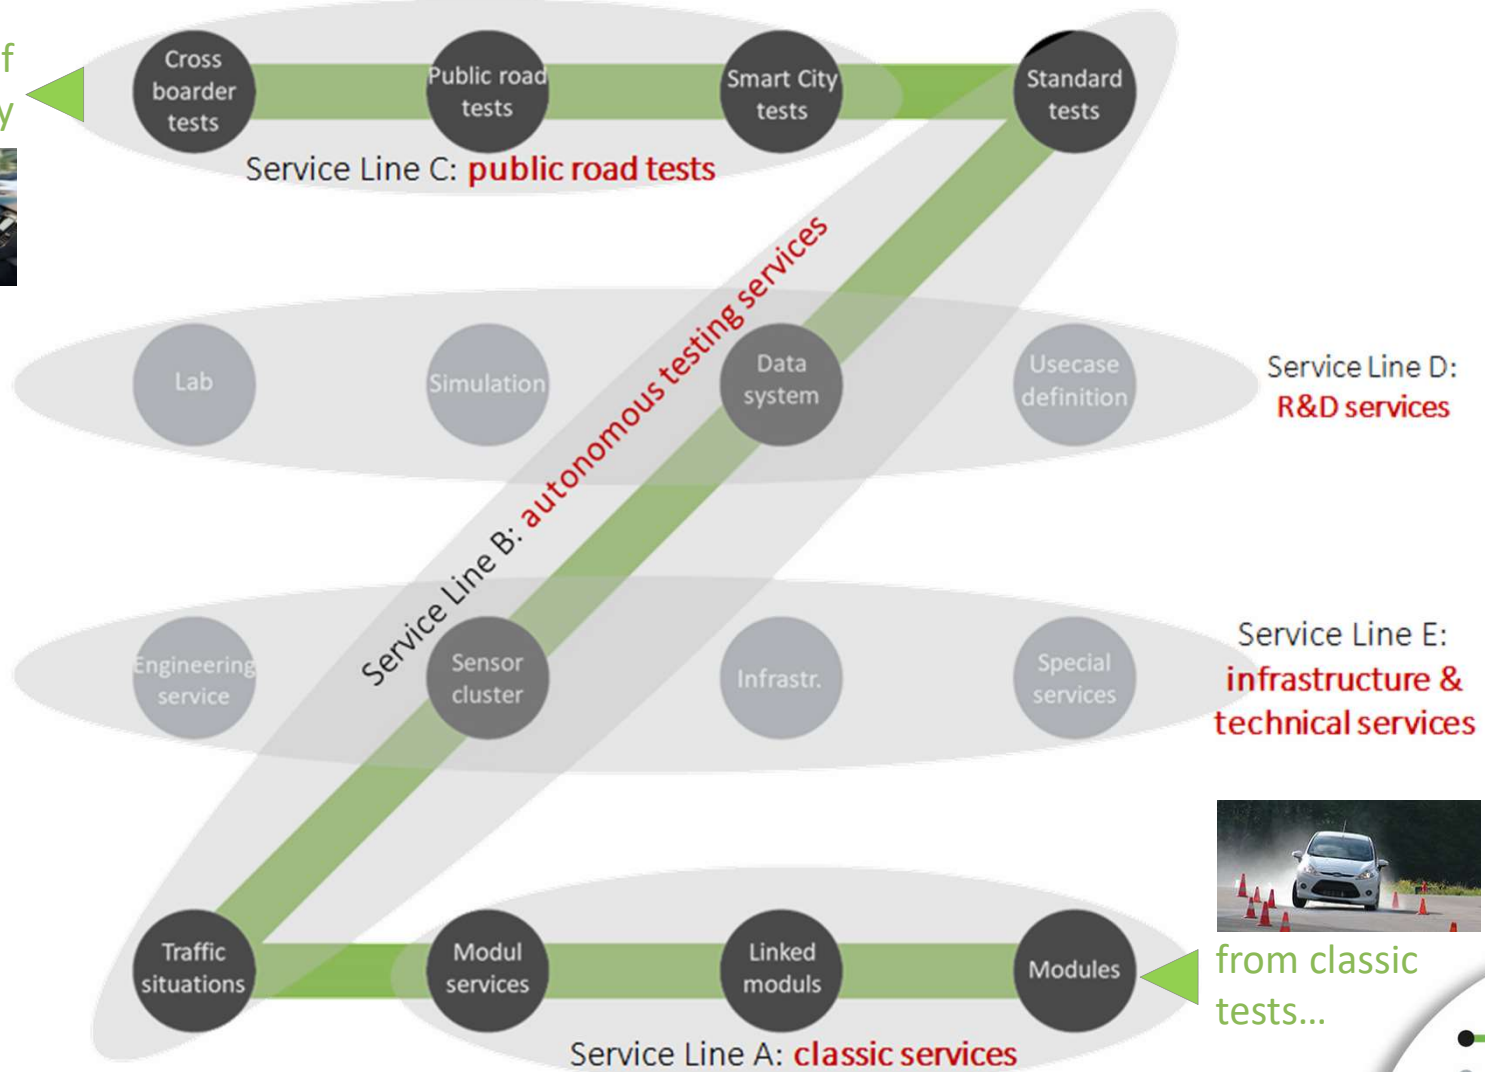 f
y
Cross
boarder
tests
Public road
tests
Smart City
tests
Standard
tests
Service Line C: public road tests
Service Line B: autonomous testing services
Lab
Simulation
Data
system
Usecase
definition
Service Line D:
R&D services
Engineering
service
Sensor
cluster
Infrastr.
Special
services
Service Line E:
infrastructure &
technical services
Traffic
situations
Modul
services
Linked
moduls
Modules
from classic
tests...
Service Line A: classic services